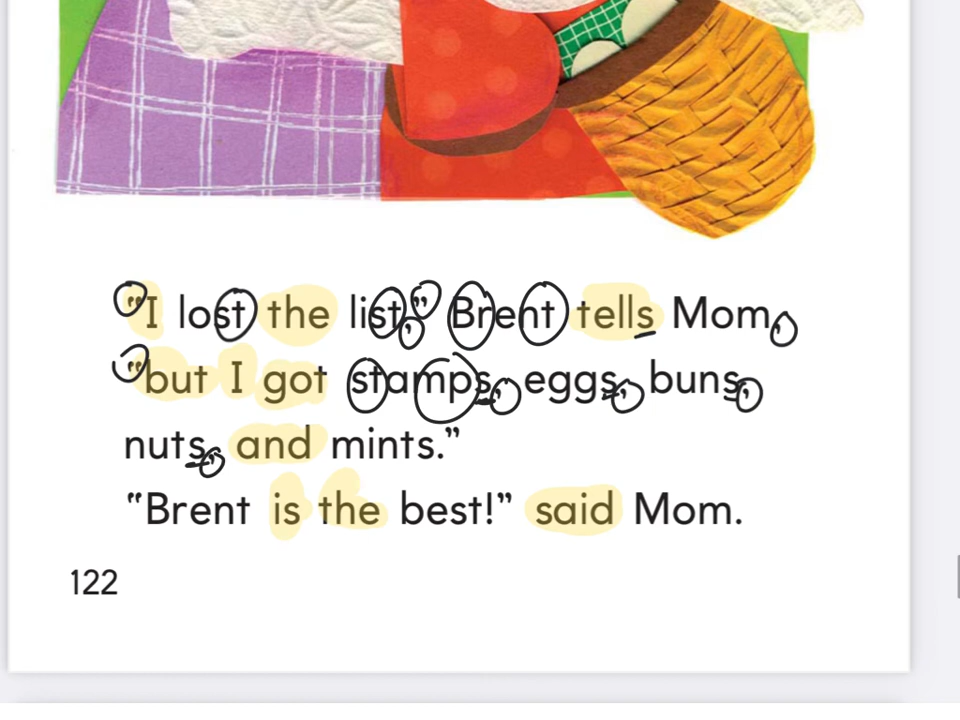 “I lost the list,” Brent tells Mom,
“but I got stamps, eggs, buns,
nuts, and mints.”
“Brent is the best!” said Mom.
122